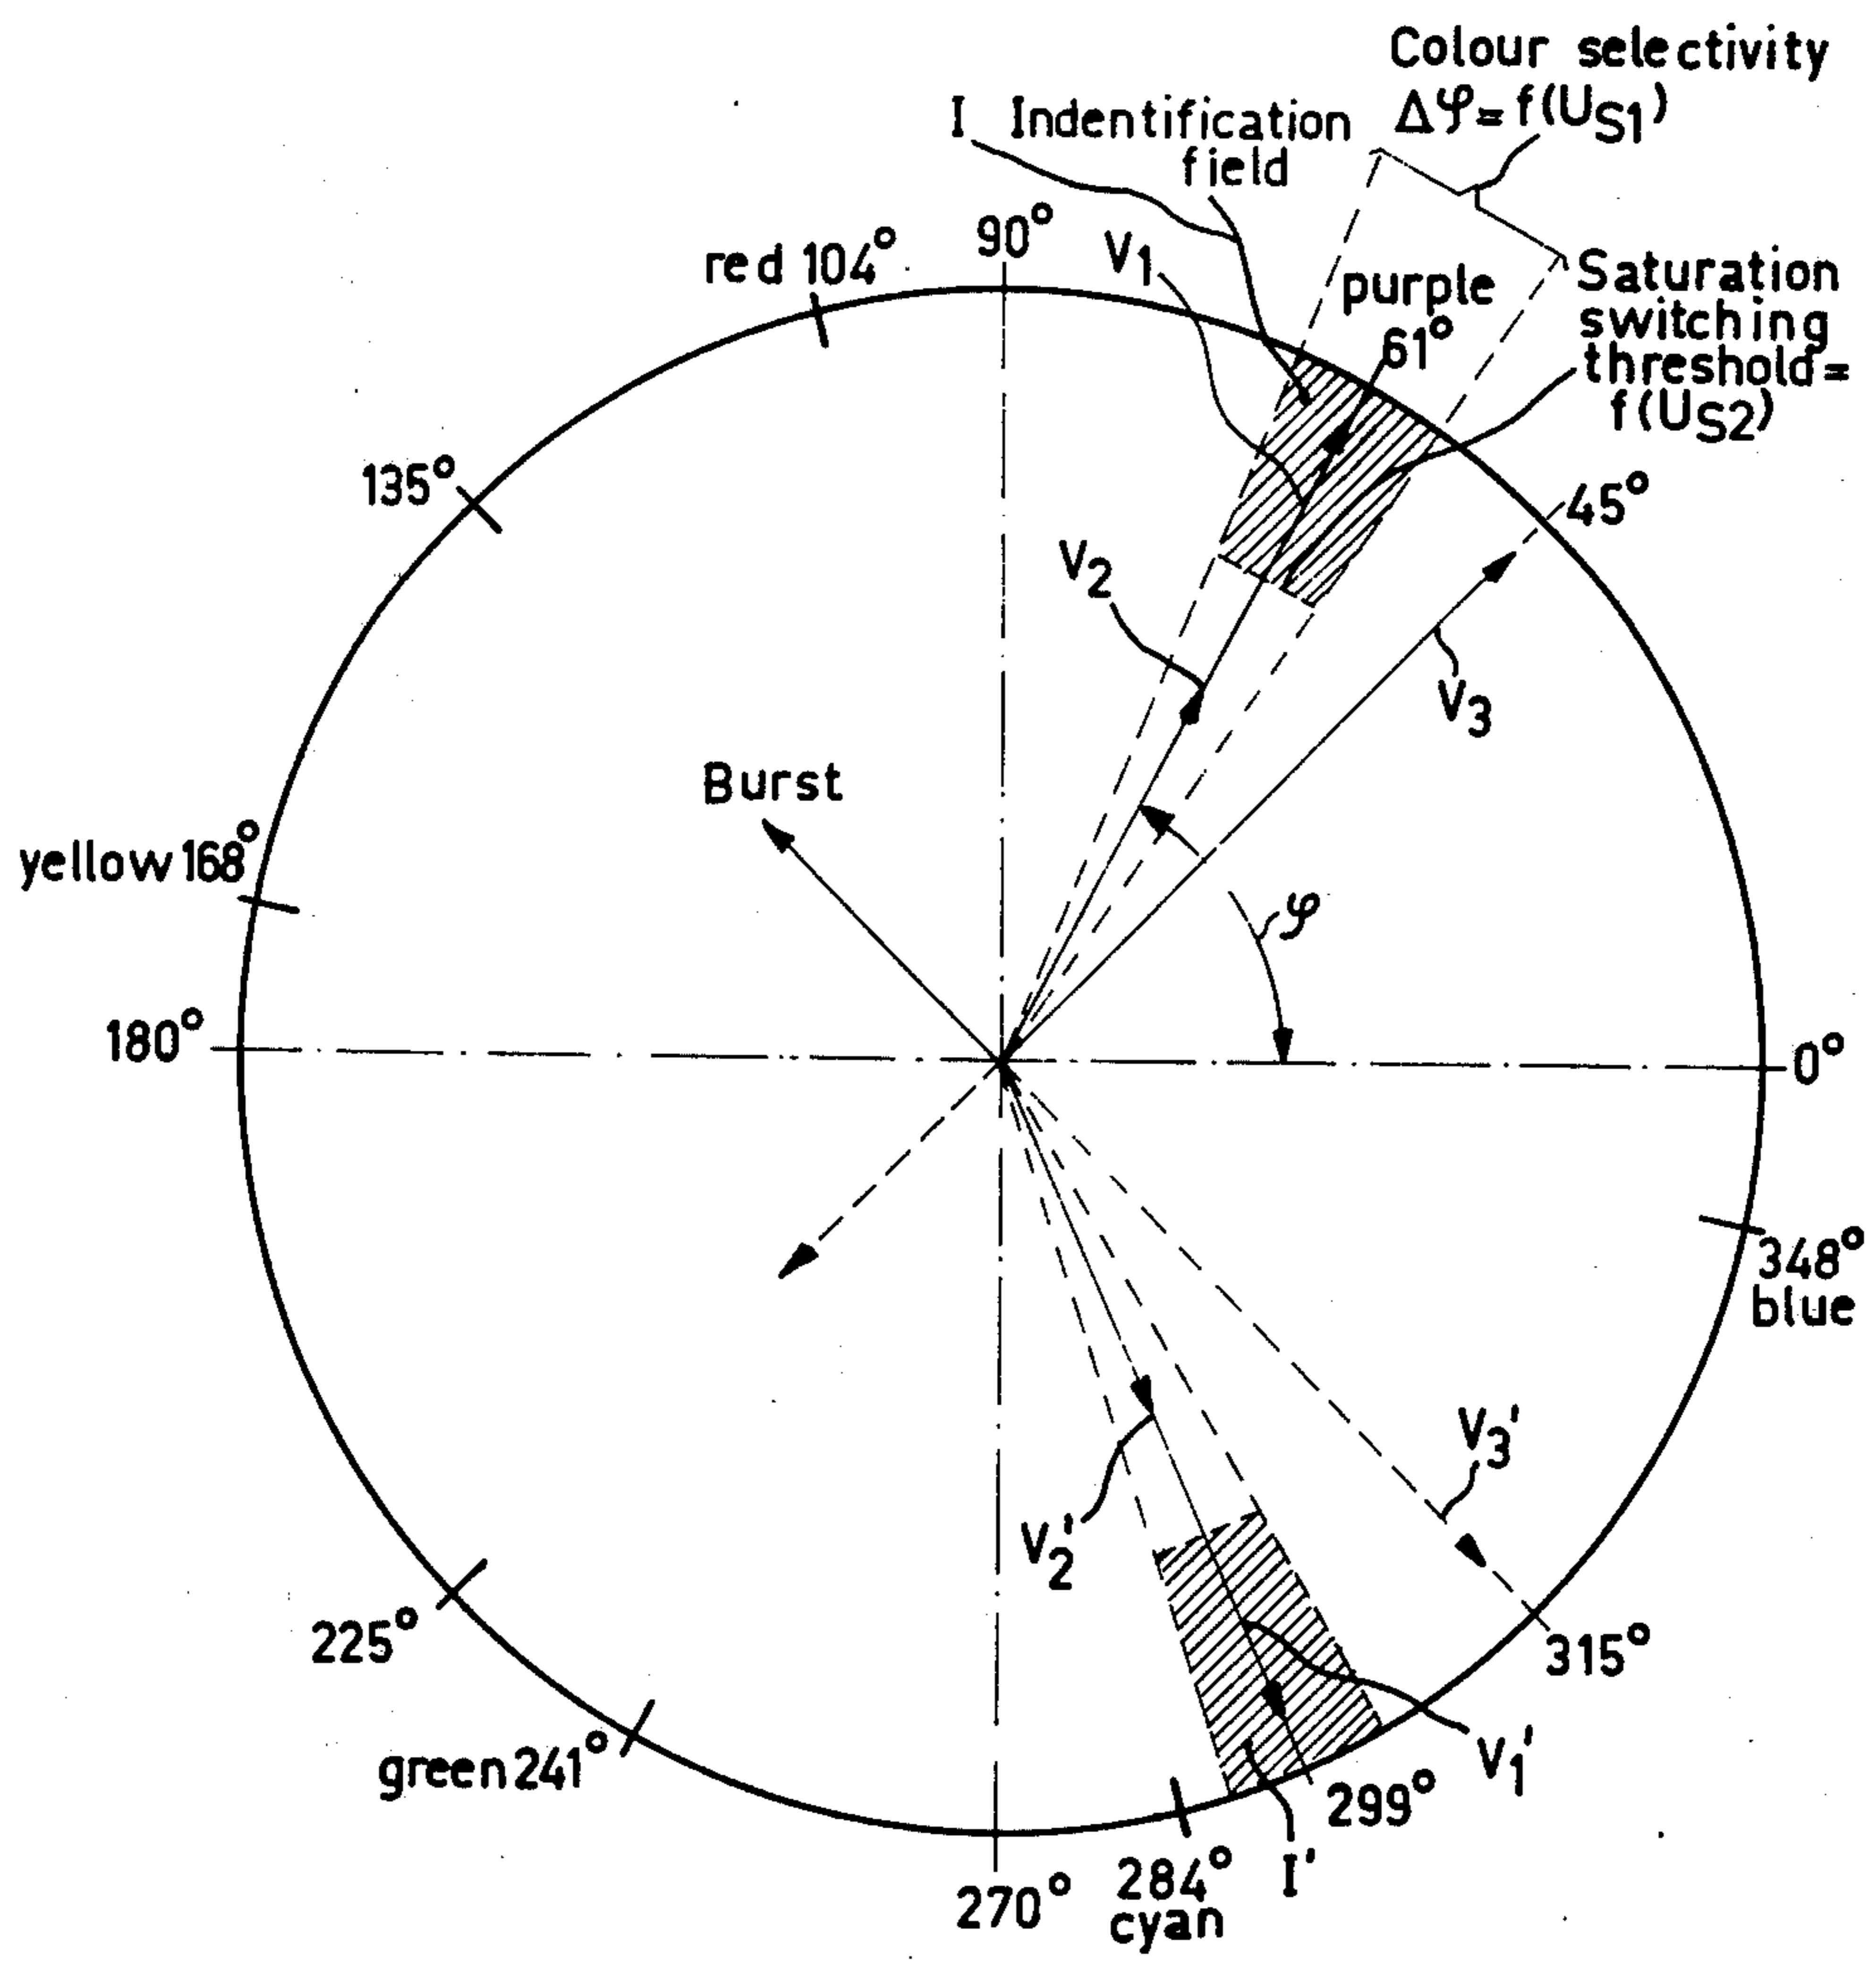 Colour selectivity
Δφ = f(US1)
I Indentification
field
90°
V1
red 104°
purple
61°
Saturation
switching
threshold =
f(US2)
135°
45°
V2
V3
Burst
yellow 168°
φ
180°
0°
348°
blue
V3'
V2'
315°
225°
green 241°
V1'
299°
I'
284°
cyan
270°